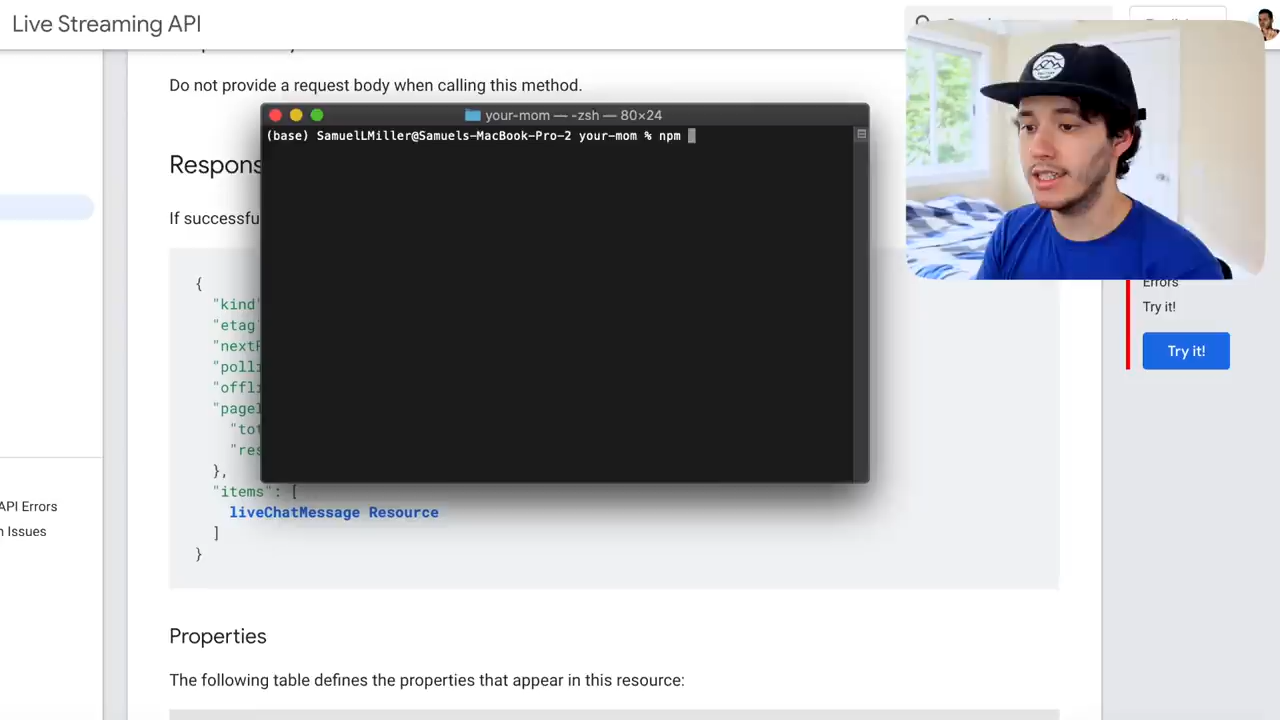 Live Streaming API
Do not provide a request body when calling this method.
your-mom — -zsh — 80×24
(base) SamuelLMiller@Samuels-MacBook-Pro-2 your-mom % npm
Respons
If successfu
{
"kind"
"etag"
"nextP
"polli
"offli
"pageI
"tot
"res
},
"items": [
liveChatMessage Resource
]
}
Errors
Try it!
Try it!
API Errors
n Issues
Properties
The following table defines the properties that appear in this resource: